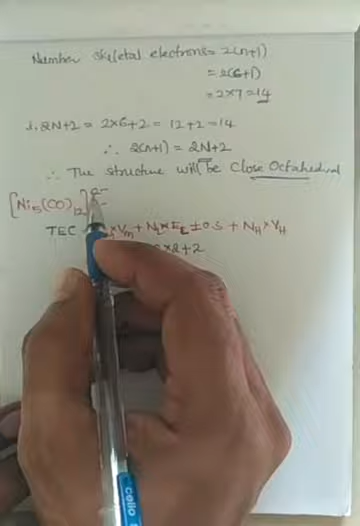 Number skeletal electrons = 2(n+1)
= 2(6+1)
= 2×7 = 14
2N+2 = 2×6+2 = 12+2 = 14
∴ 2(n+1) = 2N+2
∴ The structure will be Close Octahedral
[Ni5(CO)12]2-
TEC ×Vm + NL×EL ± O.S + NH×VH
×2+2
cello